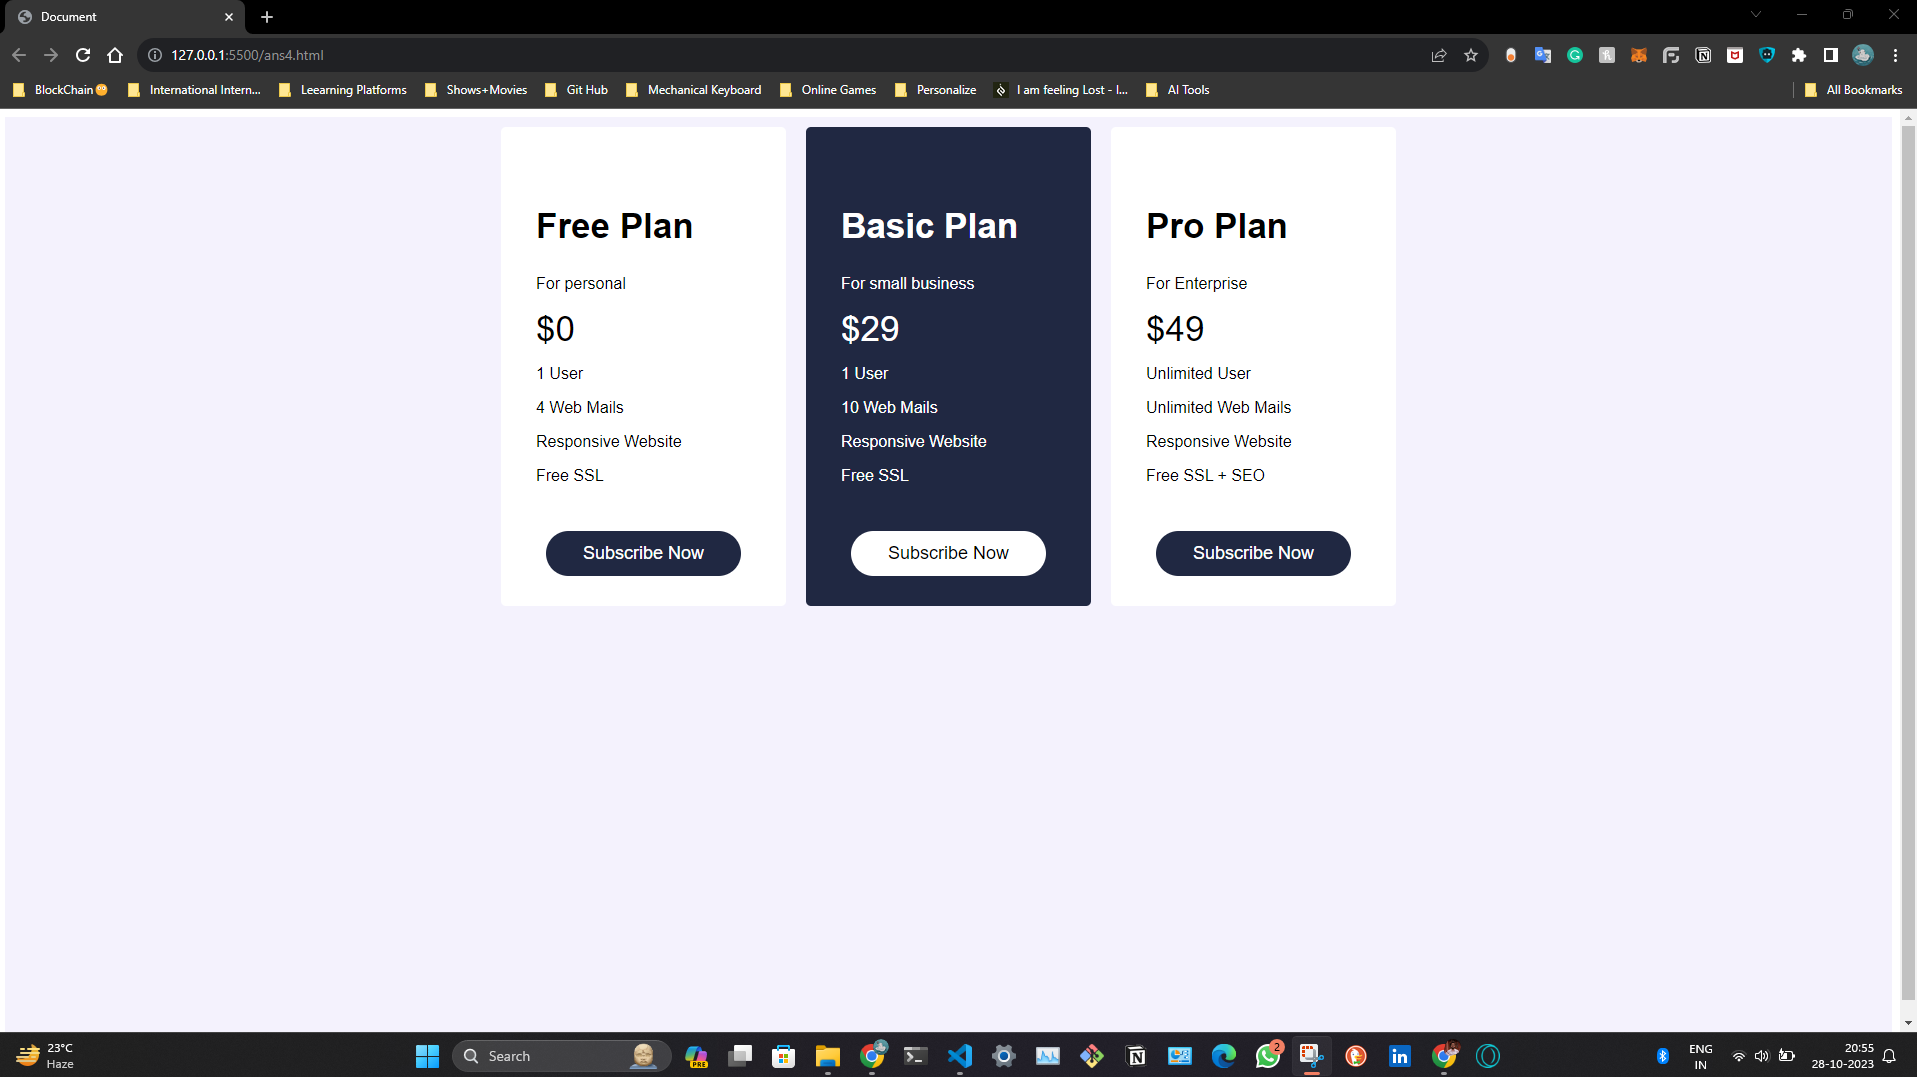 Document
127.0.0.1:5500/ans4.html
BlockChain International Intern... Leearning Platforms Shows+Movies Git Hub Mechanical Keyboard Online Games Personalize I am feeling Lost - I... AI Tools All Bookmarks
Free Plan
For personal
$0
1 User
4 Web Mails
Responsive Website
Free SSL
Subscribe Now
Basic Plan
For small business
$29
1 User
10 Web Mails
Responsive Website
Free SSL
Subscribe Now
Pro Plan
For Enterprise
$49
Unlimited User
Unlimited Web Mails
Responsive Website
Free SSL + SEO
Subscribe Now
23°C
Haze
Search
PRE
2
ENG
IN
20:55
28-10-2023